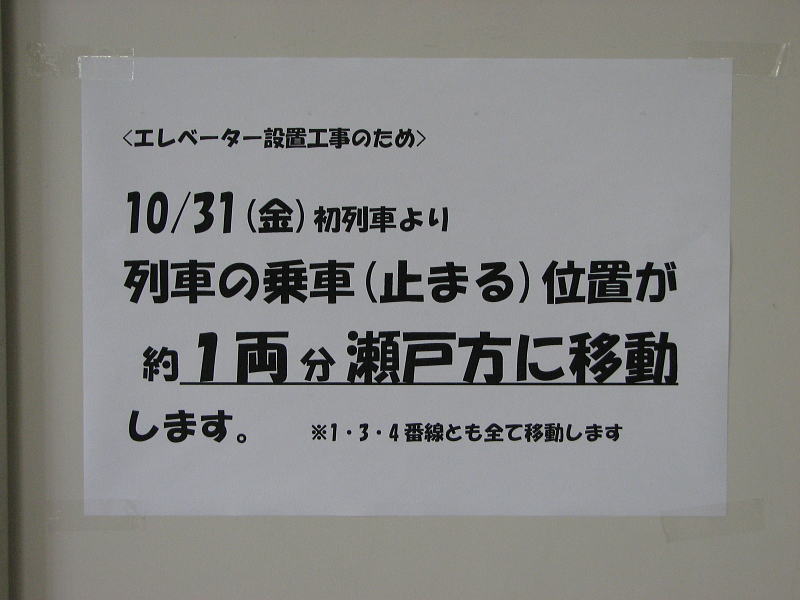 <エレベーター設置工事のため>
10/31(金)初列車より
列車の乗車(止まる)位置が
約1両分瀬戸方に移動
します。 ※1・3・4番線とも全て移動します